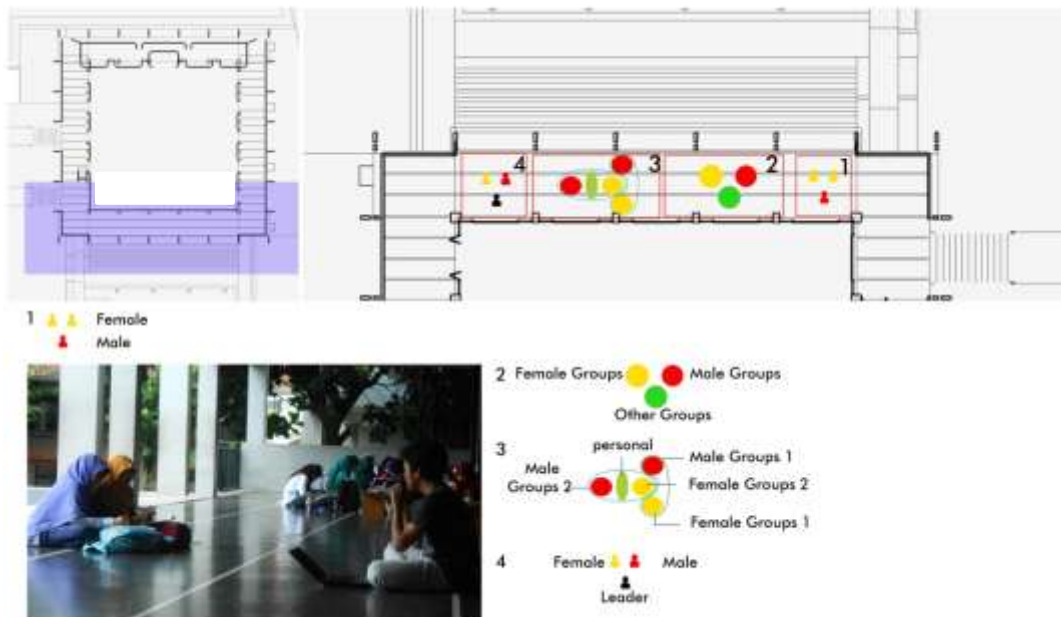 4 3 2 1
1 Female
Male
2 Female Groups Male Groups
Other Groups
3 personal
Male Groups 1
Male
Groups 2
Female Groups 2
Female Groups 1
4 Female Male
Leader